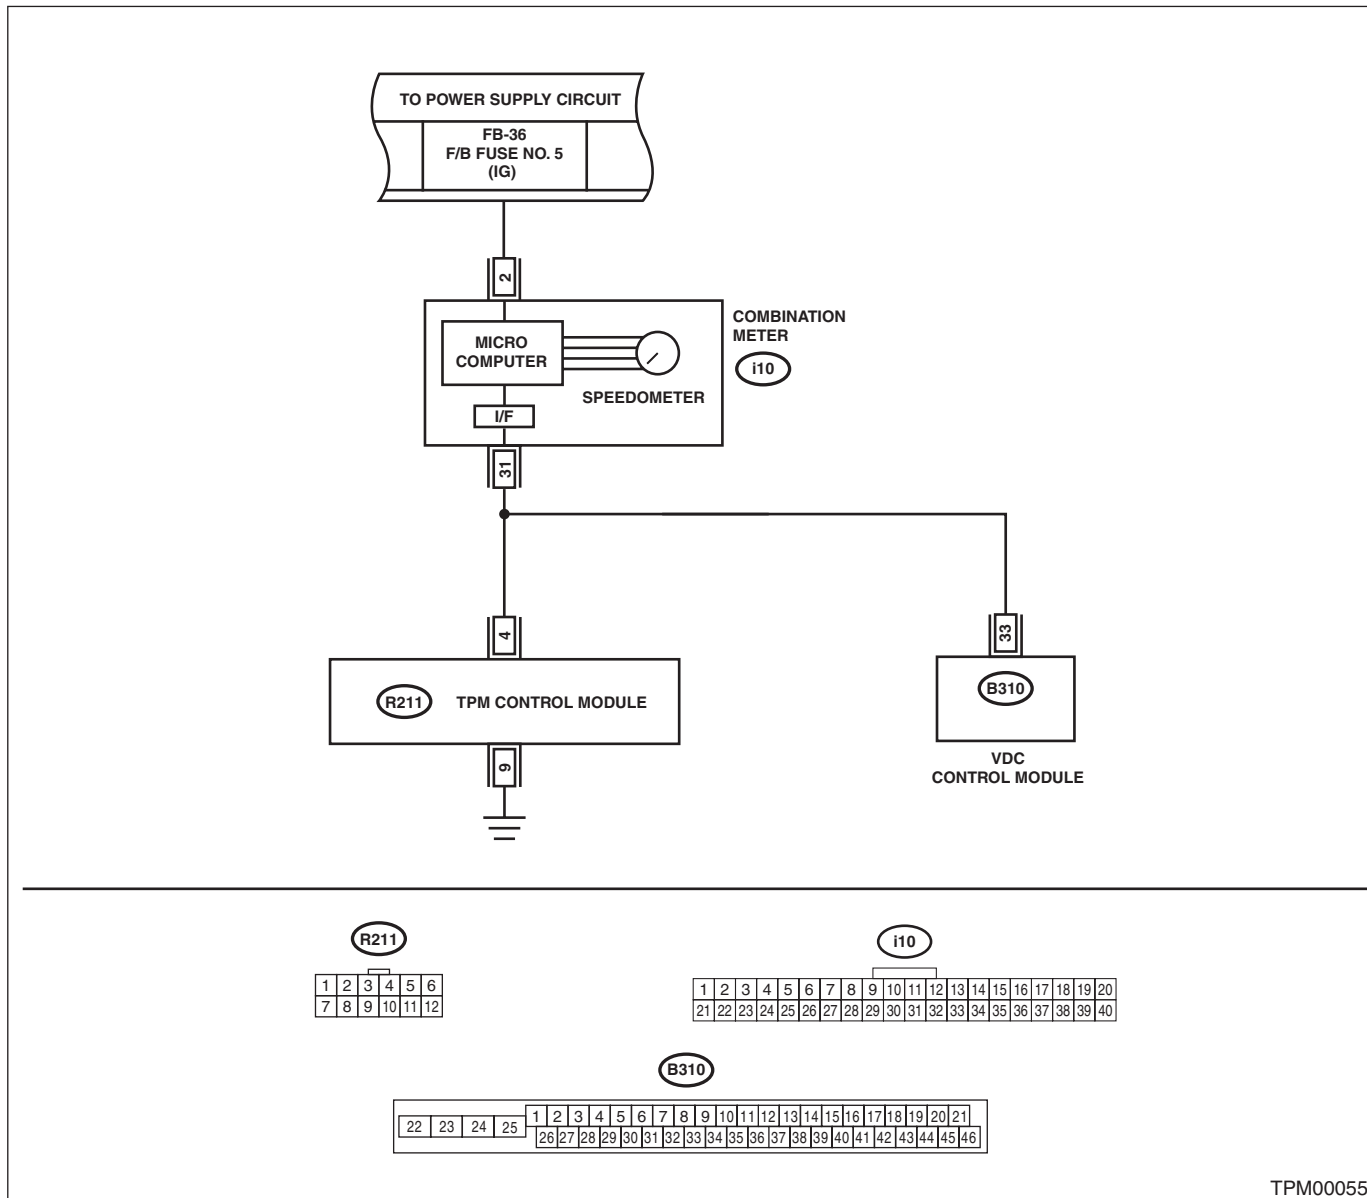 TO POWER SUPPLY CIRCUIT
FB-36
F/B FUSE NO. 5
(IG)
2
COMBINATION
METER
i10
MICRO
COMPUTER
SPEEDOMETER
I/F
31
4
33
R211 TPM CONTROL MODULE
B310
9
VDC
CONTROL MODULE
R211
1 2 3 4 5 6
7 8 9 10 11 12
i10
1 2 3 4 5 6 7 8 9 10 11 12 13 14 15 16 17 18 19 20
21 22 23 24 25 26 27 28 29 30 31 32 33 34 35 36 37 38 39 40
B310
1 2 3 4 5 6 7 8 9 10 11 12 13 14 15 16 17 18 19 20 21
22 23 24 25
26 27 28 29 30 31 32 33 34 35 36 37 38 39 40 41 42 43 44 45 46
TPM00055